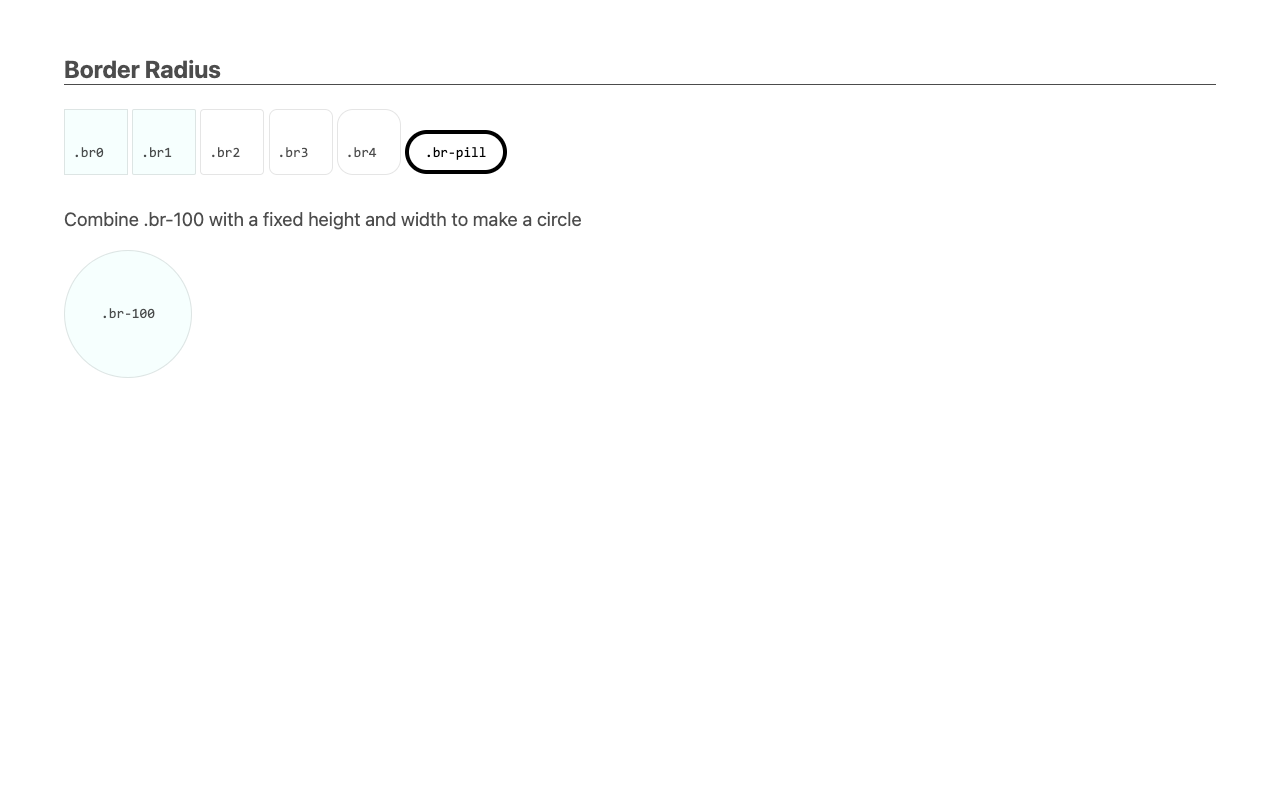 Border Radius
.br0 .br1 .br2 .br3 .br4 .br-pill
Combine .br-100 with a fixed height and width to make a circle
.br-100